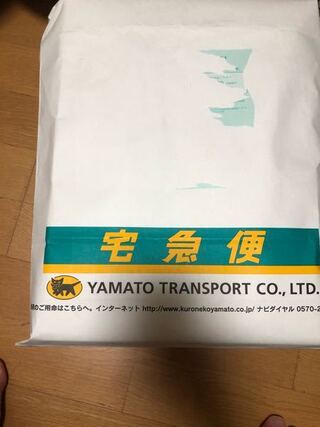 宅急便
YAMATO TRANSPORT CO., LTD.
のご用命はこちらへ。インターネット http://www.kuronekoyamato.co.jp/ ナビダイヤル 0570-2